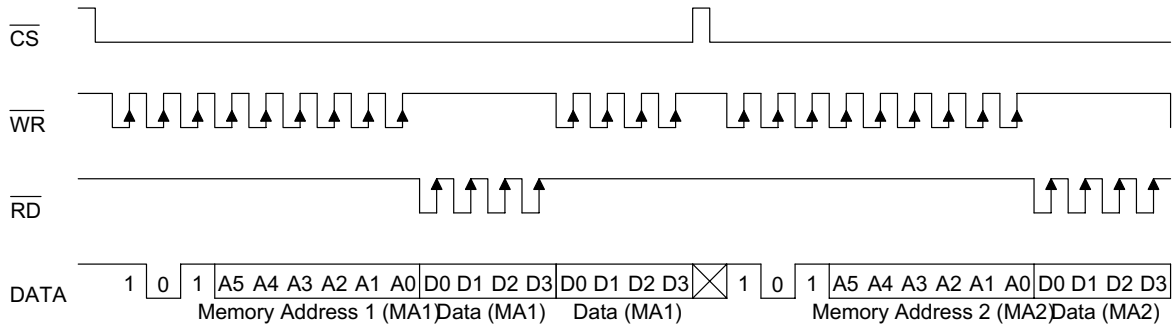 CS
WR
RD
DATA
1 0 1 A5 A4 A3 A2 A1 A0 D0 D1 D2 D3 D0 D1 D2 D3 1 0 1 A5 A4 A3 A2 A1 A0 D0 D1 D2 D3
Memory Address 1 (MA1) Data (MA1) Data (MA1) Memory Address 2 (MA2) Data (MA2)